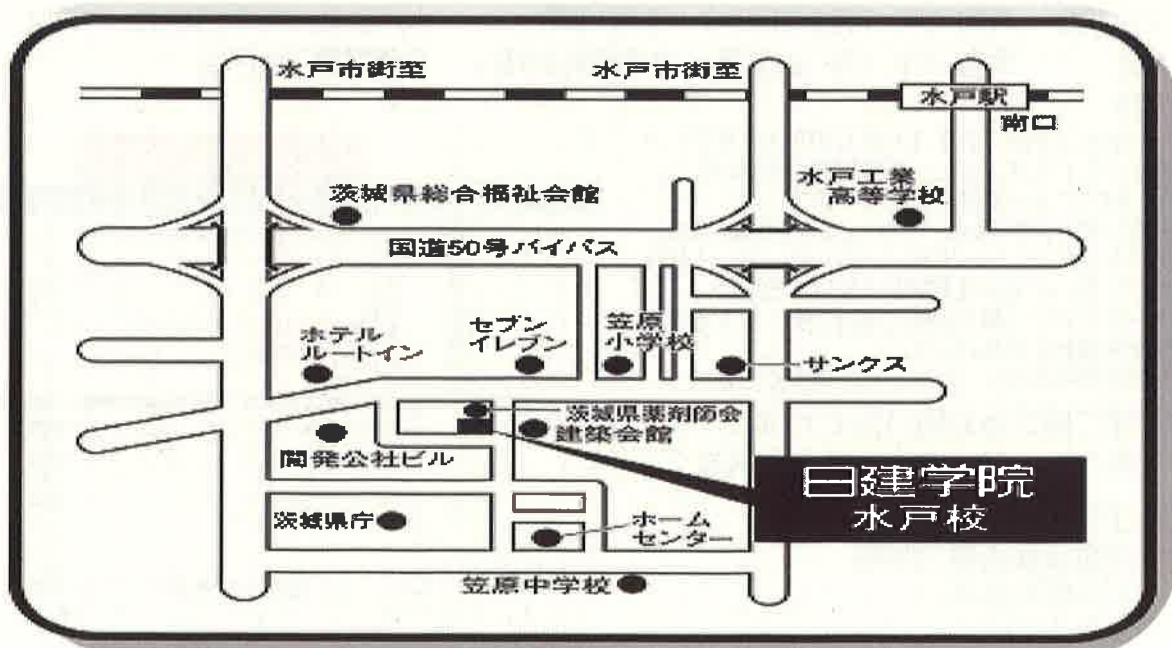 水戸市街至
水戸市街至
水戸駅
南口
茨城県総合福祉会館
水戸工業
高等学校
国道50号バイパス
ホテル
ルートイン
セブン
イレブン
笠原
小学校
サンクス
茨城県薬剤師会
建築会館
開発公社ビル
日建学院
水戸校
茨城県庁
ホーム
センター
笠原中学校